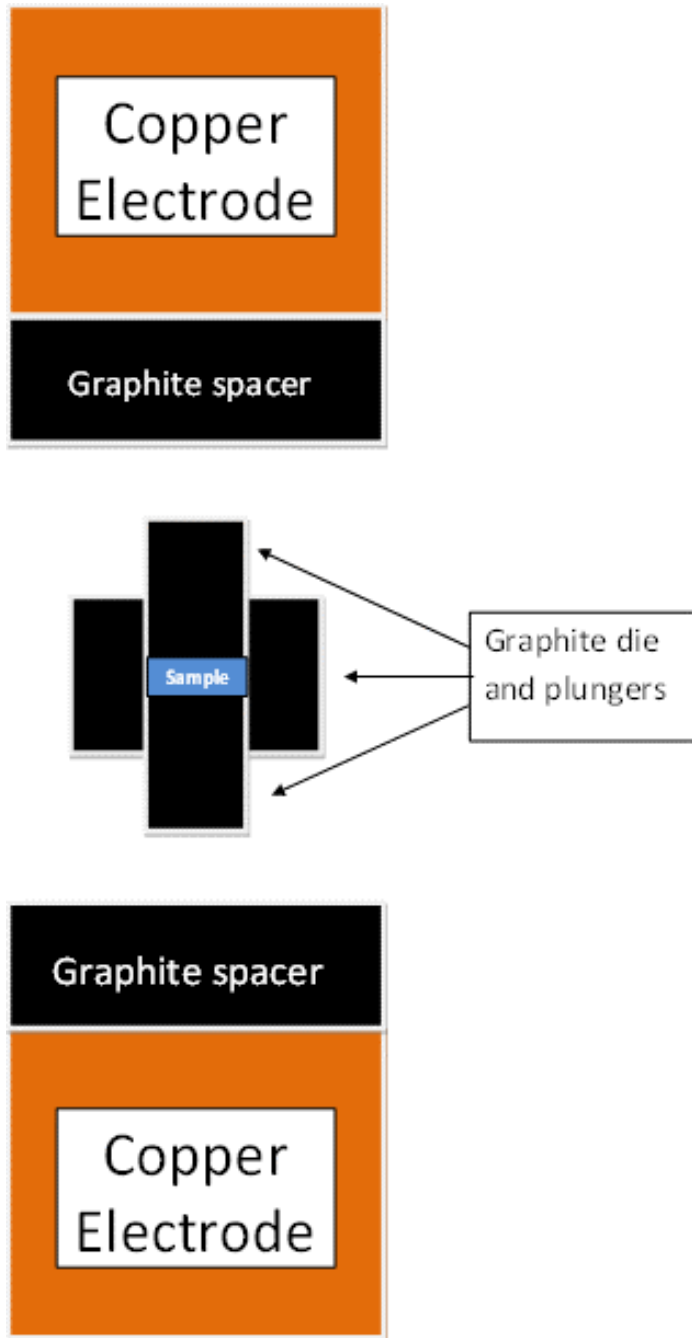 Copper
Electrode
Graphite spacer
Sample
Graphite die
and plungers
Graphite spacer
Copper
Electrode